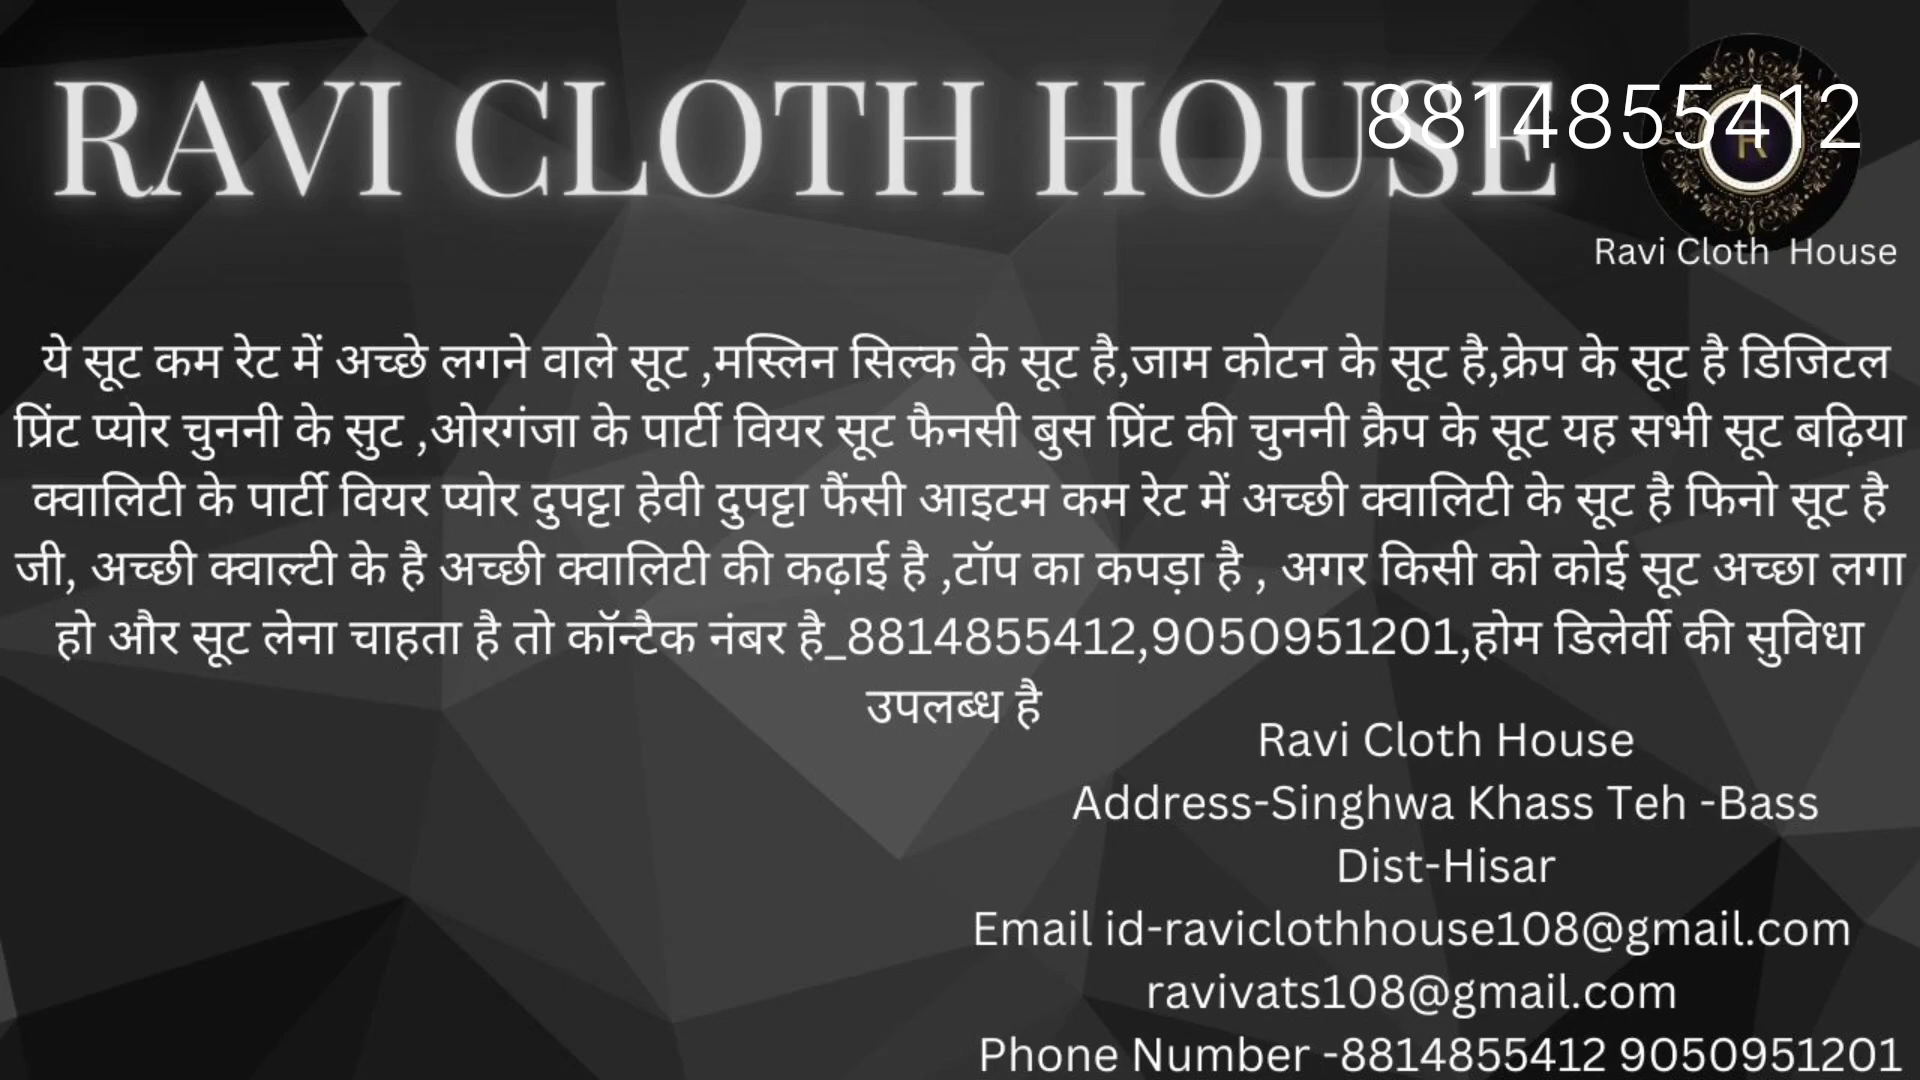 RAVI CLOTH HOUSE
8814855412
R
Ravi Cloth House
ये सूट कम रेट में अच्छे लगने वाले सूट ,मस्लिन सिल्क के सूट है,जाम कोटन के सूट है,क्रेप के सूट है डिजिटल
प्रिंट प्योर चुननी के सुट ,ओरगंजा के पार्टी वियर सूट फैनसी बुस प्रिंट की चुननी क्रैप के सूट यह सभी सूट बढ़िया
क्वालिटी के पार्टी वियर प्योर दुपट्टा हेवी दुपट्टा फैंसी आइटम कम रेट में अच्छी क्वालिटी के सूट है फिनो सूट है
जी, अच्छी क्वाल्टी के है अच्छी क्वालिटी की कढ़ाई है ,टॉप का कपड़ा है , अगर किसी को कोई सूट अच्छा लगा
हो और सूट लेना चाहता है तो कॉन्टैक नंबर है_8814855412,9050951201,होम डिलेर्वी की सुविधा
उपलब्ध है
Ravi Cloth House
Address-Singhwa Khass Teh -Bass
Dist-Hisar
Email id-raviclothhouse108@gmail.com
ravivats108@gmail.com
Phone Number -8814855412 9050951201